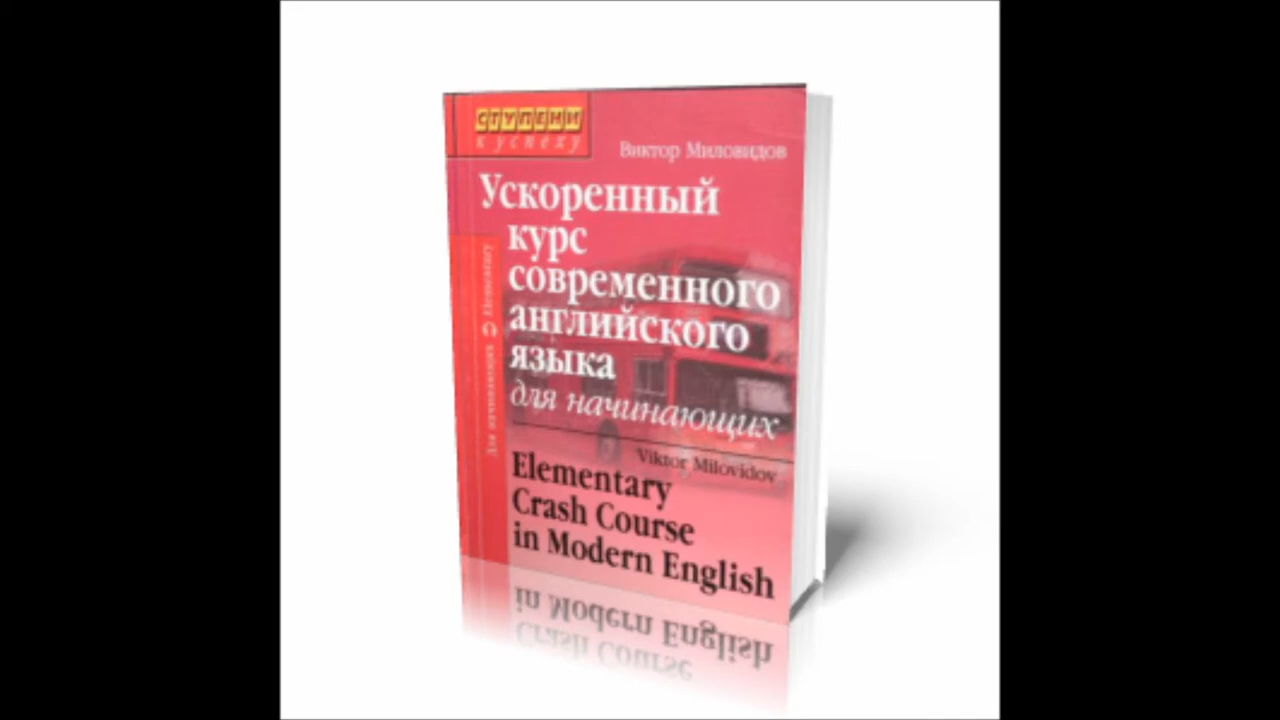 СТУПЕНИ
к успеху
Виктор Миловидов
Ускоренный
курс
современного
английского
языка
для начинающих
Viktor Milovidov
Elementary
Crash Course
in Modern English